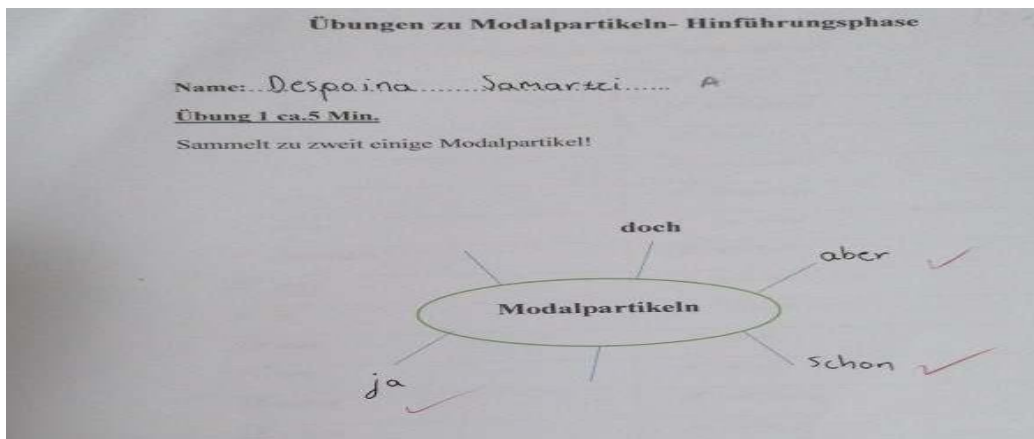 Übungen zu Modalpartikeln- Hinführungsphase
Name:..Despoina.......Samartzi...... A
Übung 1 ca.5 Min.
Sammelt zu zweit einige Modalpartikel!
doch
aber
Modalpartikeln
schon
ja